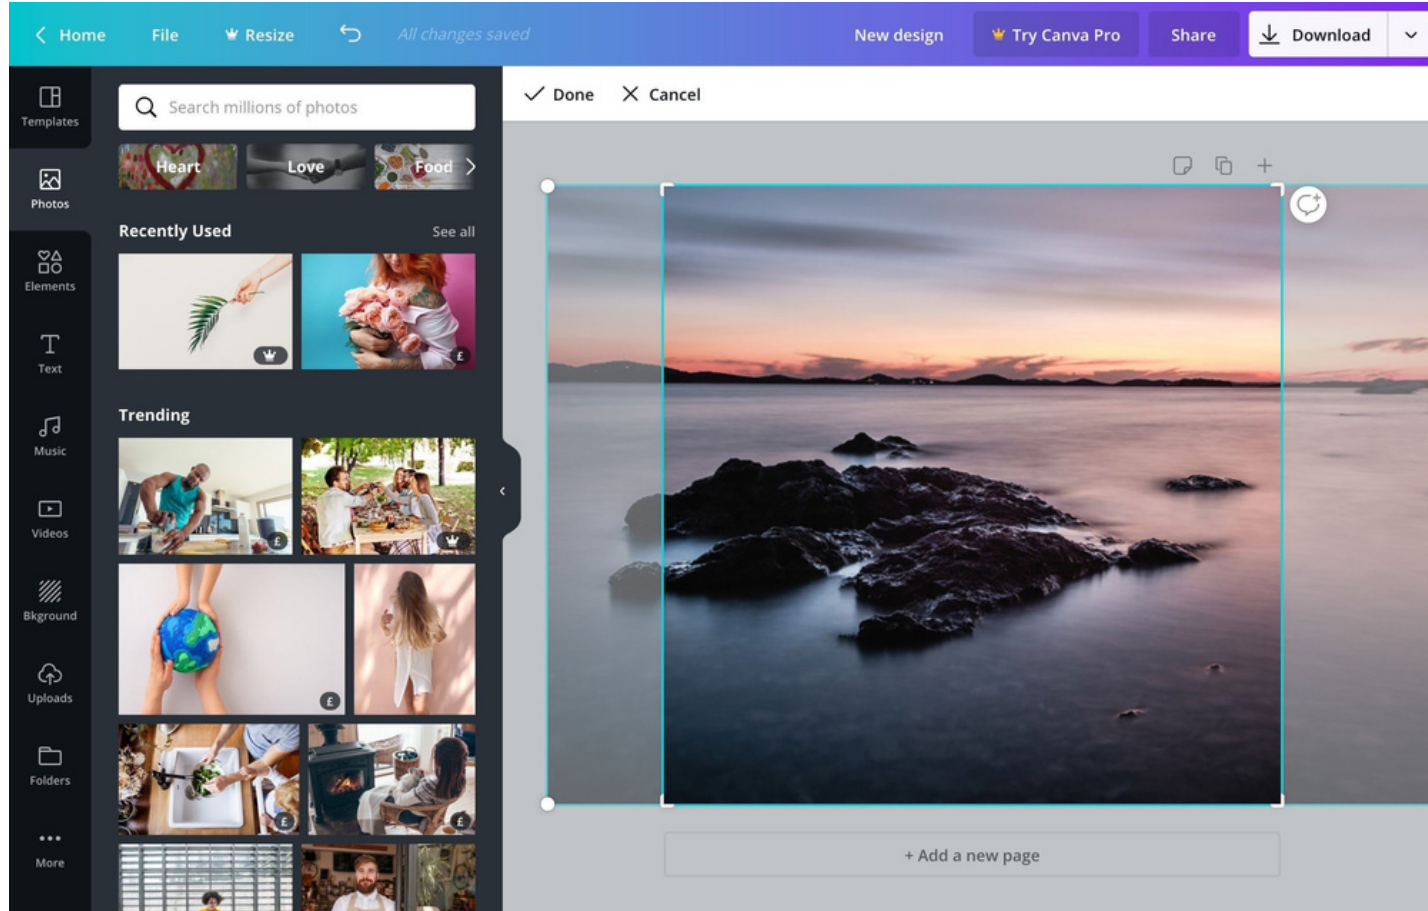 Home File Resize All changes saved New design Try Canva Pro Share Download
Templates
Photos
Elements
Text
Music
Videos
Bkground
Uploads
Folders
More
Search millions of photos
Heart Love Food
Recently Used See all
£
Trending
£
£
£ £
Done Cancel
+ Add a new page